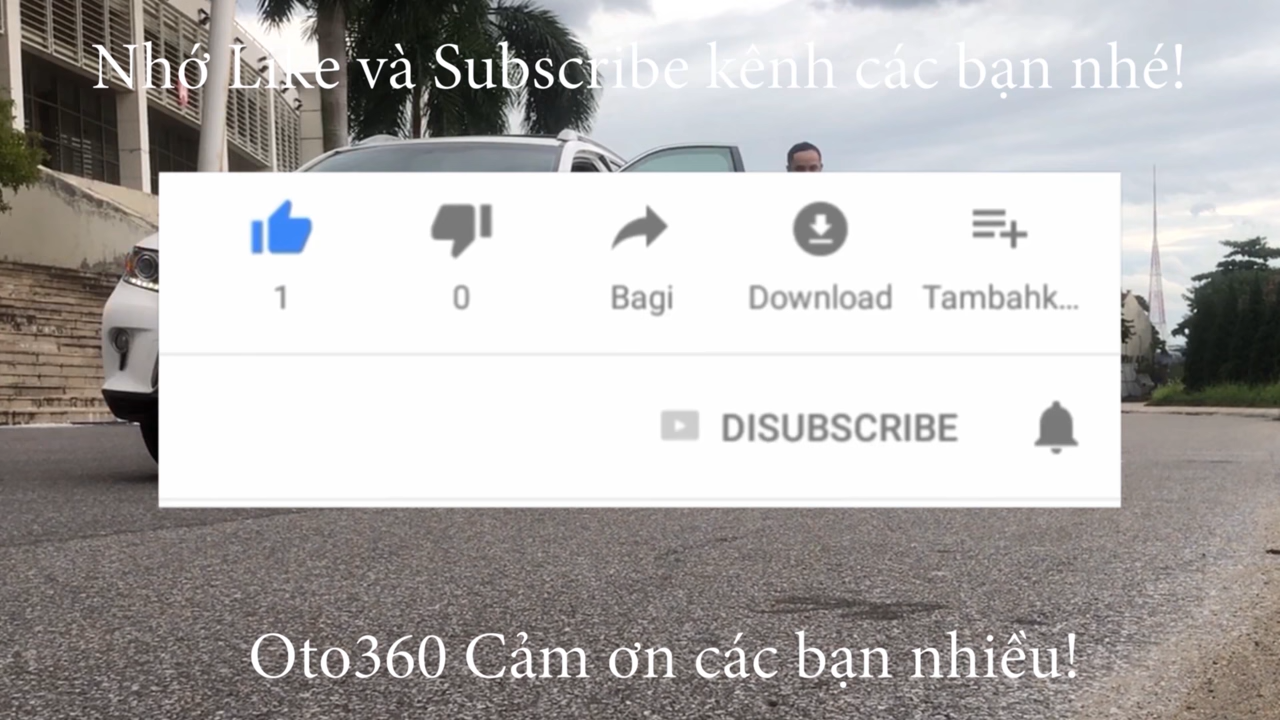 Nhớ Like và Subscribe kênh các bạn nhé!
1 0 Bagi Download Tambahk...
DISUBSCRIBE
Oto360 Cảm ơn các bạn nhiều!